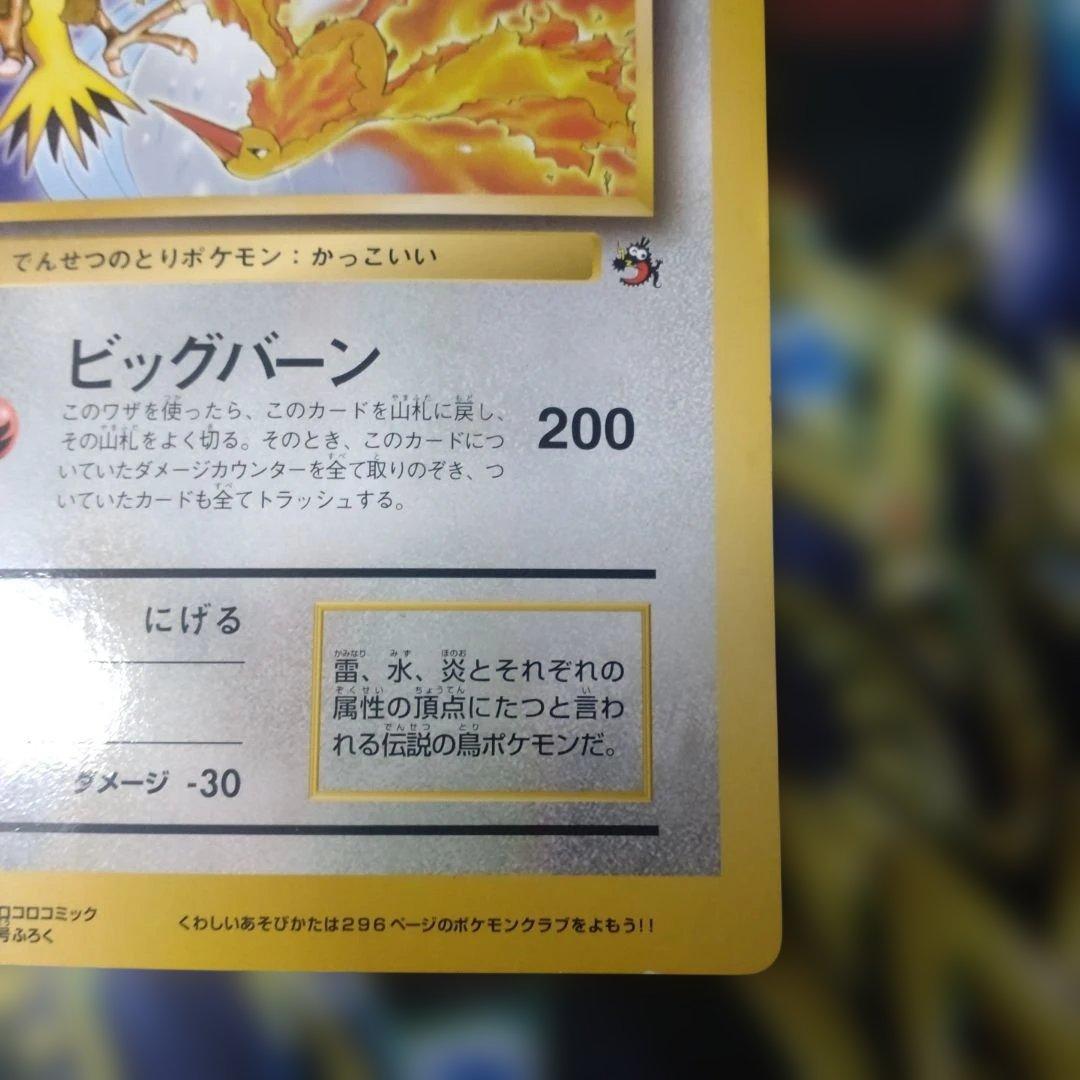 でんせつのとりポケモン：かっこいい
ビッグバーン
このワザを使ったら、このカードを山札に戻し、
その山札をよく切る。そのとき、このカードにつ
いていたダメージカウンターを全て取りのぞき、つ
いていたカードも全てトラッシュする。
200
にげる
ダメージ -30
雷、水、炎とそれぞれの
属性の頂点にたつと言わ
れる伝説の鳥ポケモンだ。
ロコロコミック
号ふろく
くわしいあそびかたは296ページのポケモンクラブをよもう!!